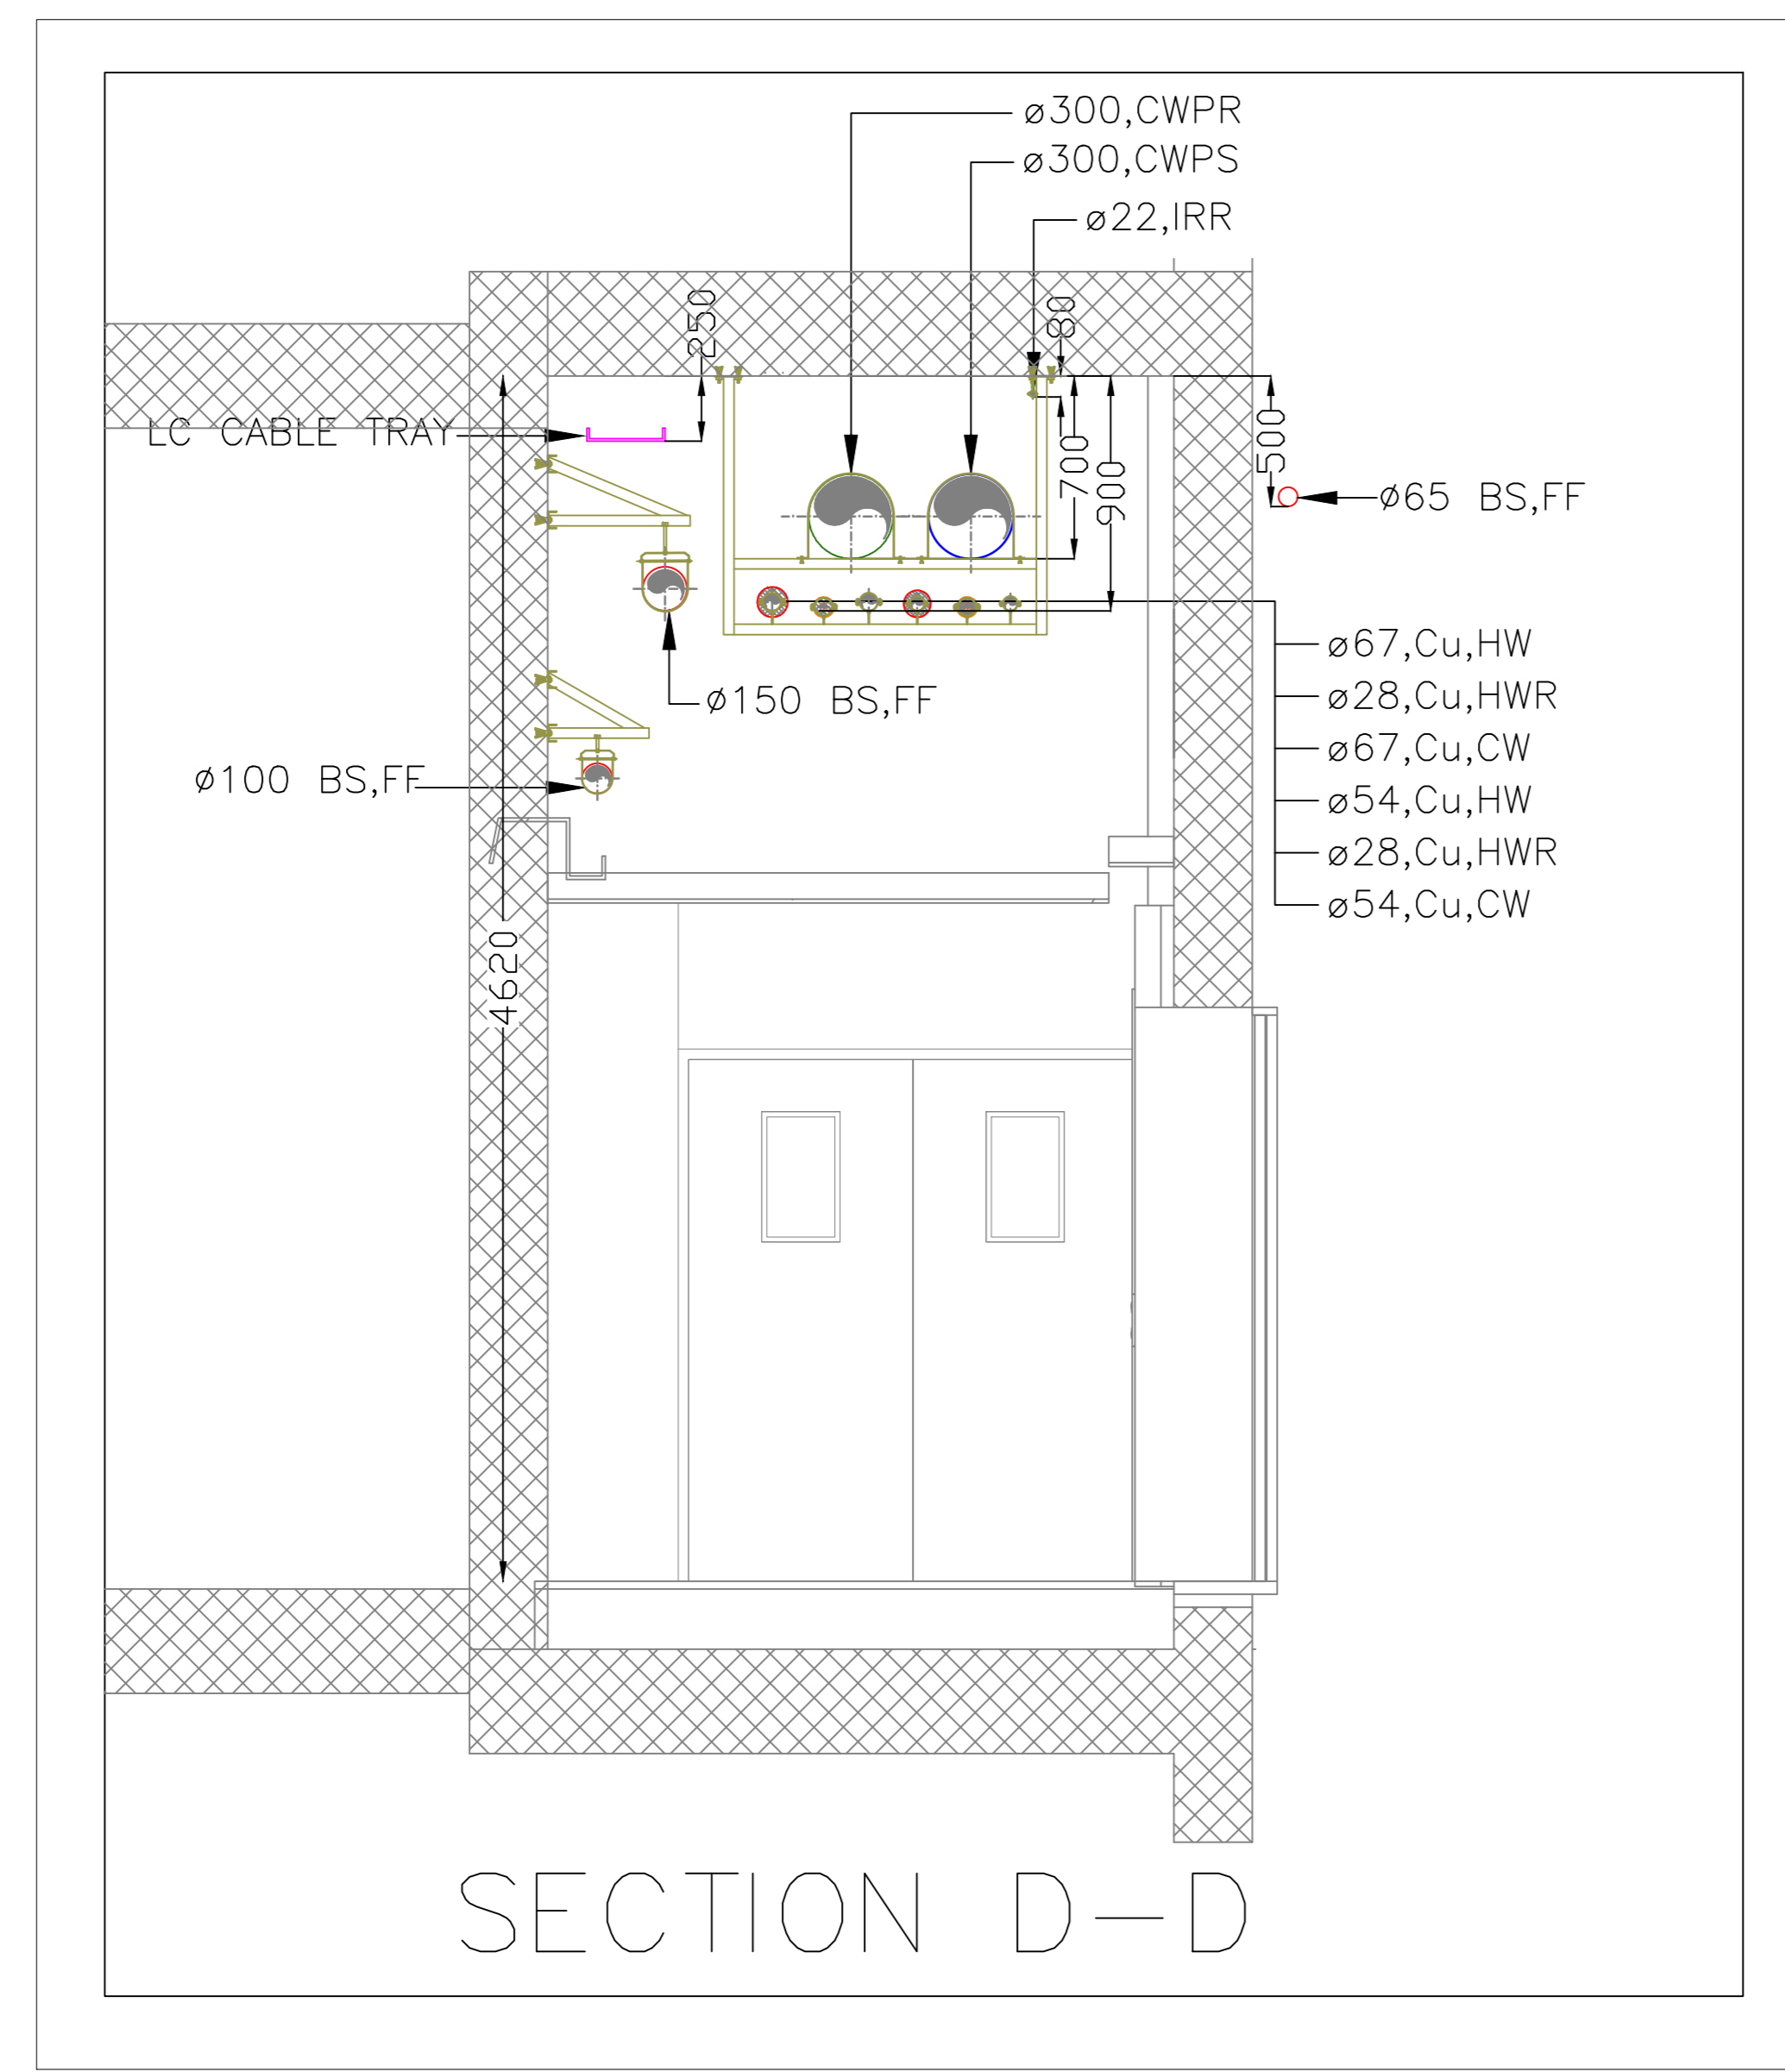 ø300,CWPR
ø300,CWPS
ø22,IRR
250
80
LC CABLE TRAY
700
900
500
ø65 BS,FF
ø67,Cu,HW
ø28,Cu,HWR
ø67,Cu,CW
ø54,Cu,HW
ø28,Cu,HWR
ø54,Cu,CW
ø150 BS,FF
ø100 BS,FF
4620
SECTION D-D